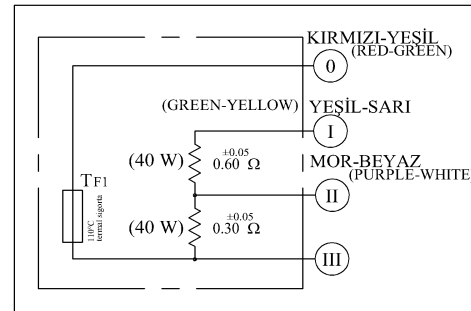 KIRMIZI-YEŞİL
(RED-GREEN)
0
(GREEN-YELLOW) YEŞİL-SARI
I
(40 W) ±0.05
0.60 Ω
MOR-BEYAZ
(PURPLE-WHITE)
II
TF1
110°C
termal sigorta
(40 W) ±0.05
0.30 Ω
III